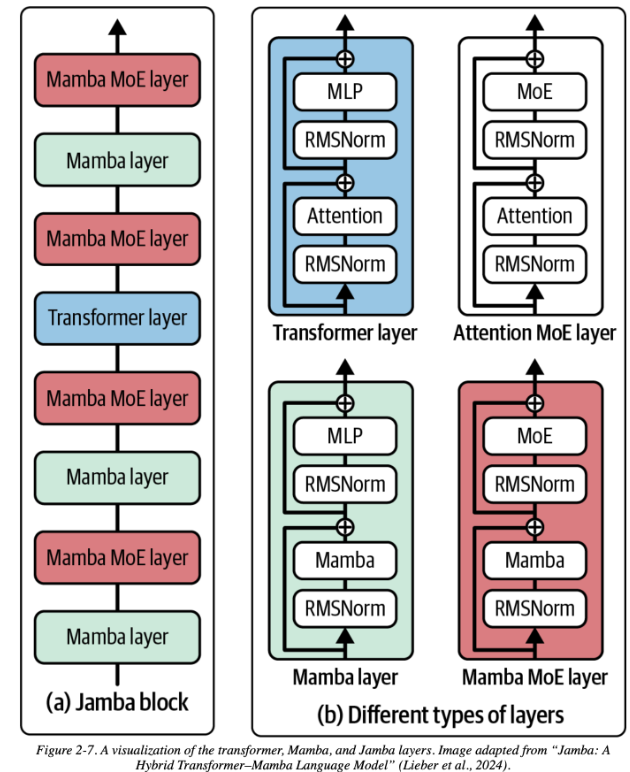 Mamba MoE layer
Mamba layer
Mamba MoE layer
Transformer layer
Mamba MoE layer
Mamba layer
Mamba MoE layer
Mamba layer
(a) Jamba block
MLP
RMSNorm
Attention
RMSNorm
Transformer layer
MoE
RMSNorm
Attention
RMSNorm
Attention MoE layer
MLP
RMSNorm
Mamba
RMSNorm
Mamba layer
MoE
RMSNorm
Mamba
RMSNorm
Mamba MoE layer
(b) Different types of layers
Figure 2-7. A visualization of the transformer, Mamba, and Jamba layers. Image adapted from “Jamba: A
Hybrid Transformer–Mamba Language Model” (Lieber et al., 2024).